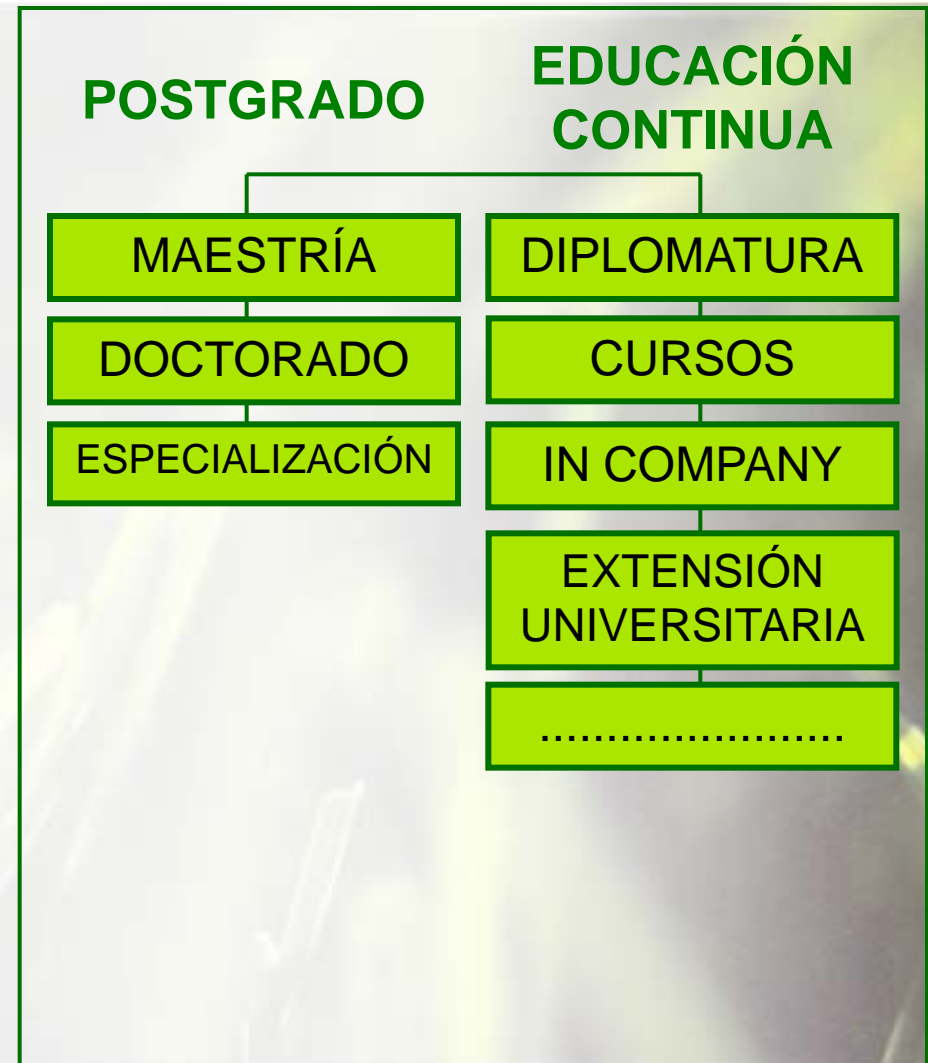 POSTGRADO
MAESTRÍA
DOCTORADO
ESPECIALIZACIÓN
EDUCACIÓN
CONTINUA
DIPLOMATURA
CURSOS
IN COMPANY
EXTENSIÓN
UNIVERSITARIA
.......................